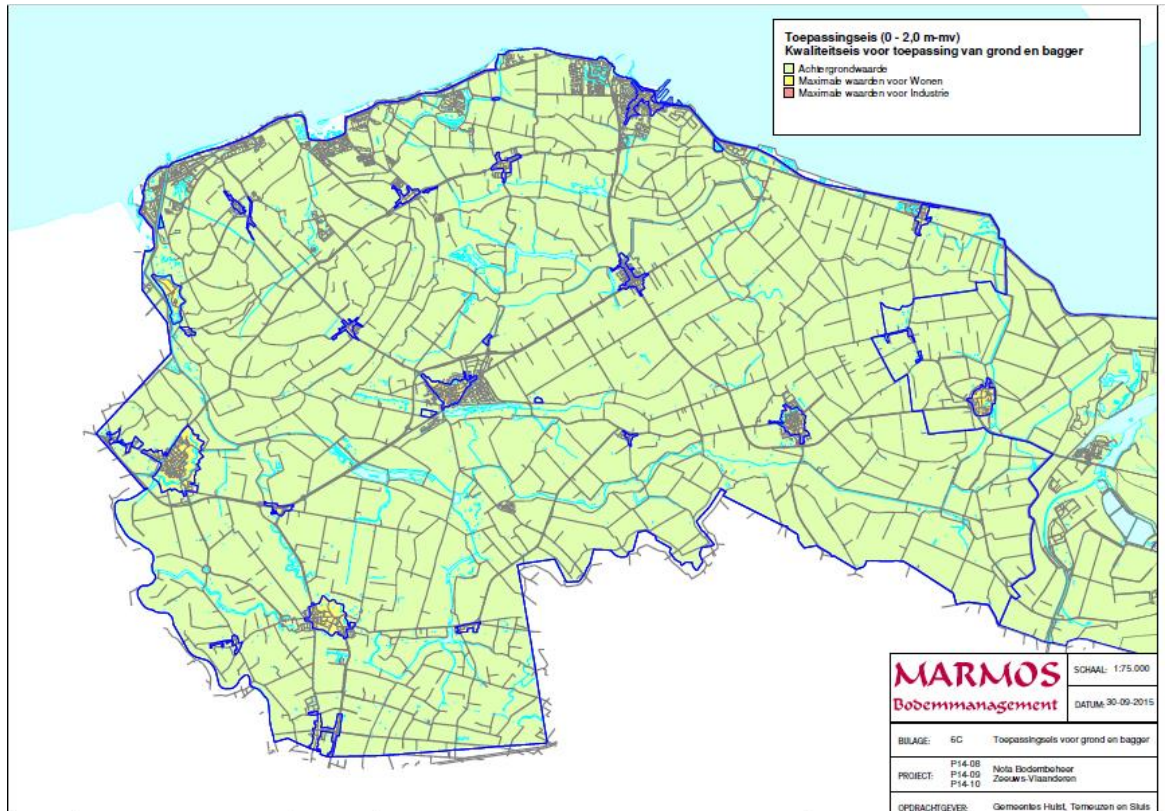 Toepassingseis (0 - 2,0 m-mv)
Kwaliteitseis voor toepassing van grond en bagger
Achtergrondwaarde
Maximale waarden voor Wonen
Maximale waarden voor Industrie
MARMOS
Bodemmanagement
SCHAAL: 1:75.000
DATUM: 30-09-2015
BIJLAGE: 6C Toepassingseis voor grond en bagger
PROJECT: P14-08 Nota Bodembeheer
P14-09 Zeeuws-Vlaanderen
P14-10
OPDRACHTGEVER: Gemeentes Hulst, Terneuzen en Sluis